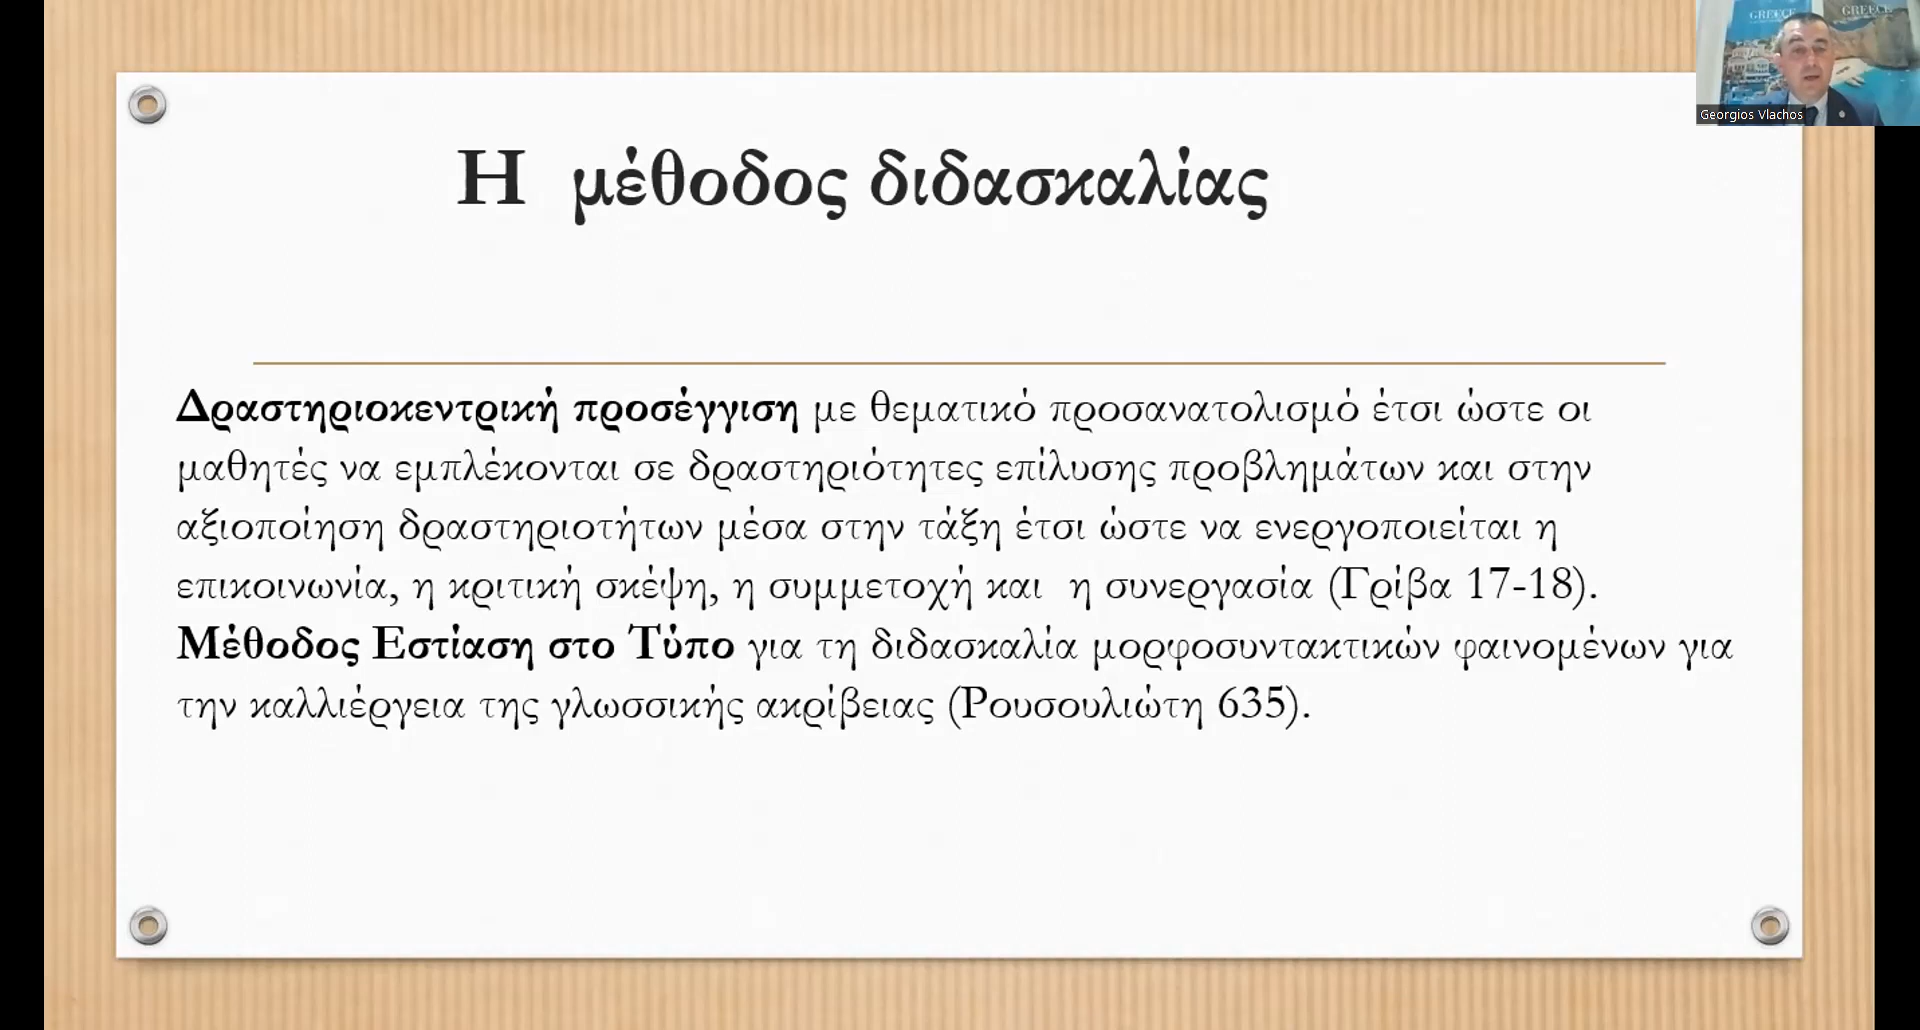 GREECE
GREECE
Georgios Vlachos
Η μέθοδος διδασκαλίας
Δραστηριοκεντρική προσέγγιση με θεματικό προσανατολισμό έτσι ώστε οι
μαθητές να εμπλέκονται σε δραστηριότητες επίλυσης προβλημάτων και στην
αξιοποίηση δραστηριοτήτων μέσα στην τάξη έτσι ώστε να ενεργοποιείται η
επικοινωνία, η κριτική σκέψη, η συμμετοχή και η συνεργασία (Γρίβα 17-18).
Μέθοδος Εστίαση στο Τύπο για τη διδασκαλία μορφοσυντακτικών φαινομένων για
την καλλιέργεια της γλωσσικής ακρίβειας (Ρουσουλιώτη 635).